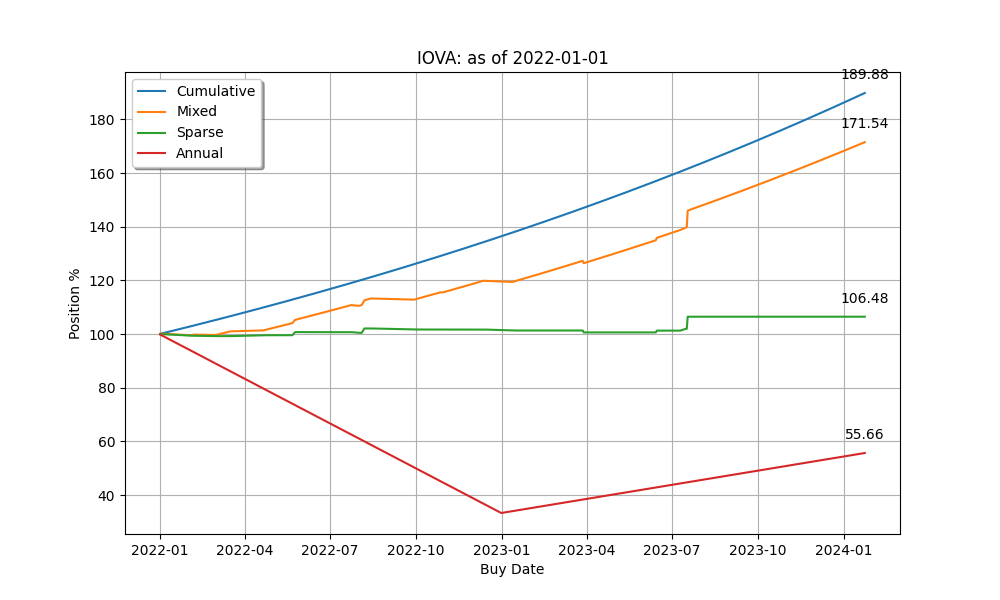 IOVA: as of 2022-01-01
189.88
Cumulative
Mixed
Sparse
Annual
171.54
106.48
55.66
180
160
140
120
100
80
60
40
Position %
2022-01 2022-04 2022-07 2022-10 2023-01 2023-04 2023-07 2023-10 2024-01
Buy Date